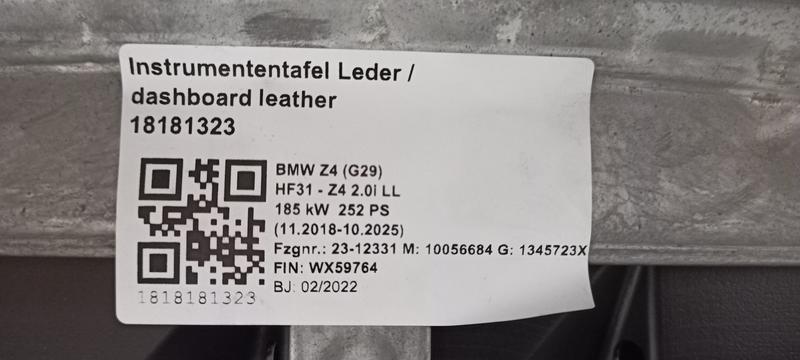 Instrumententafel Leder /
dashboard leather
18181323
BMW Z4 (G29)
HF31 - Z4 2.0i LL
185 kW 252 PS
(11.2018-10.2025)
Fzgnr.: 23-12331 M: 10056684 G: 1345723X
FIN: WX59764
BJ: 02/2022
1818181323